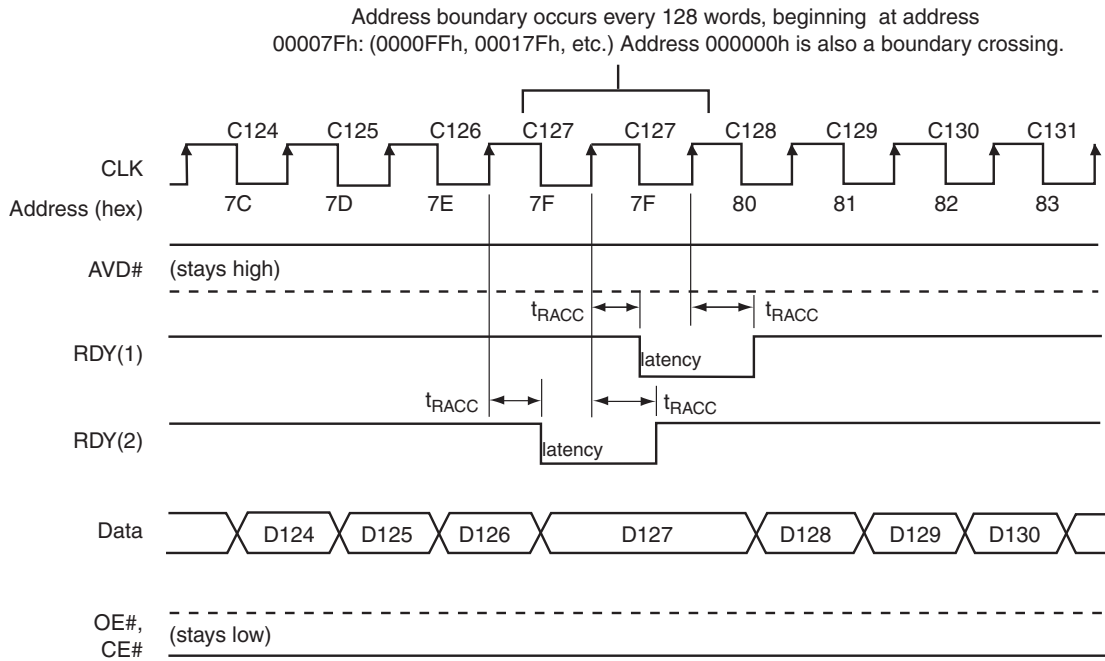 Address boundary occurs every 128 words, beginning at address
00007Fh: (0000FFh, 00017Fh, etc.) Address 000000h is also a boundary crossing.
C124 C125 C126 C127 C127 C128 C129 C130 C131
CLK
Address (hex) 7C 7D 7E 7F 7F 80 81 82 83
AVD# (stays high)
tRACC tRACC
RDY(1) latency
tRACC tRACC
RDY(2) latency
Data D124 D125 D126 D127 D128 D129 D130
OE#,
CE# (stays low)